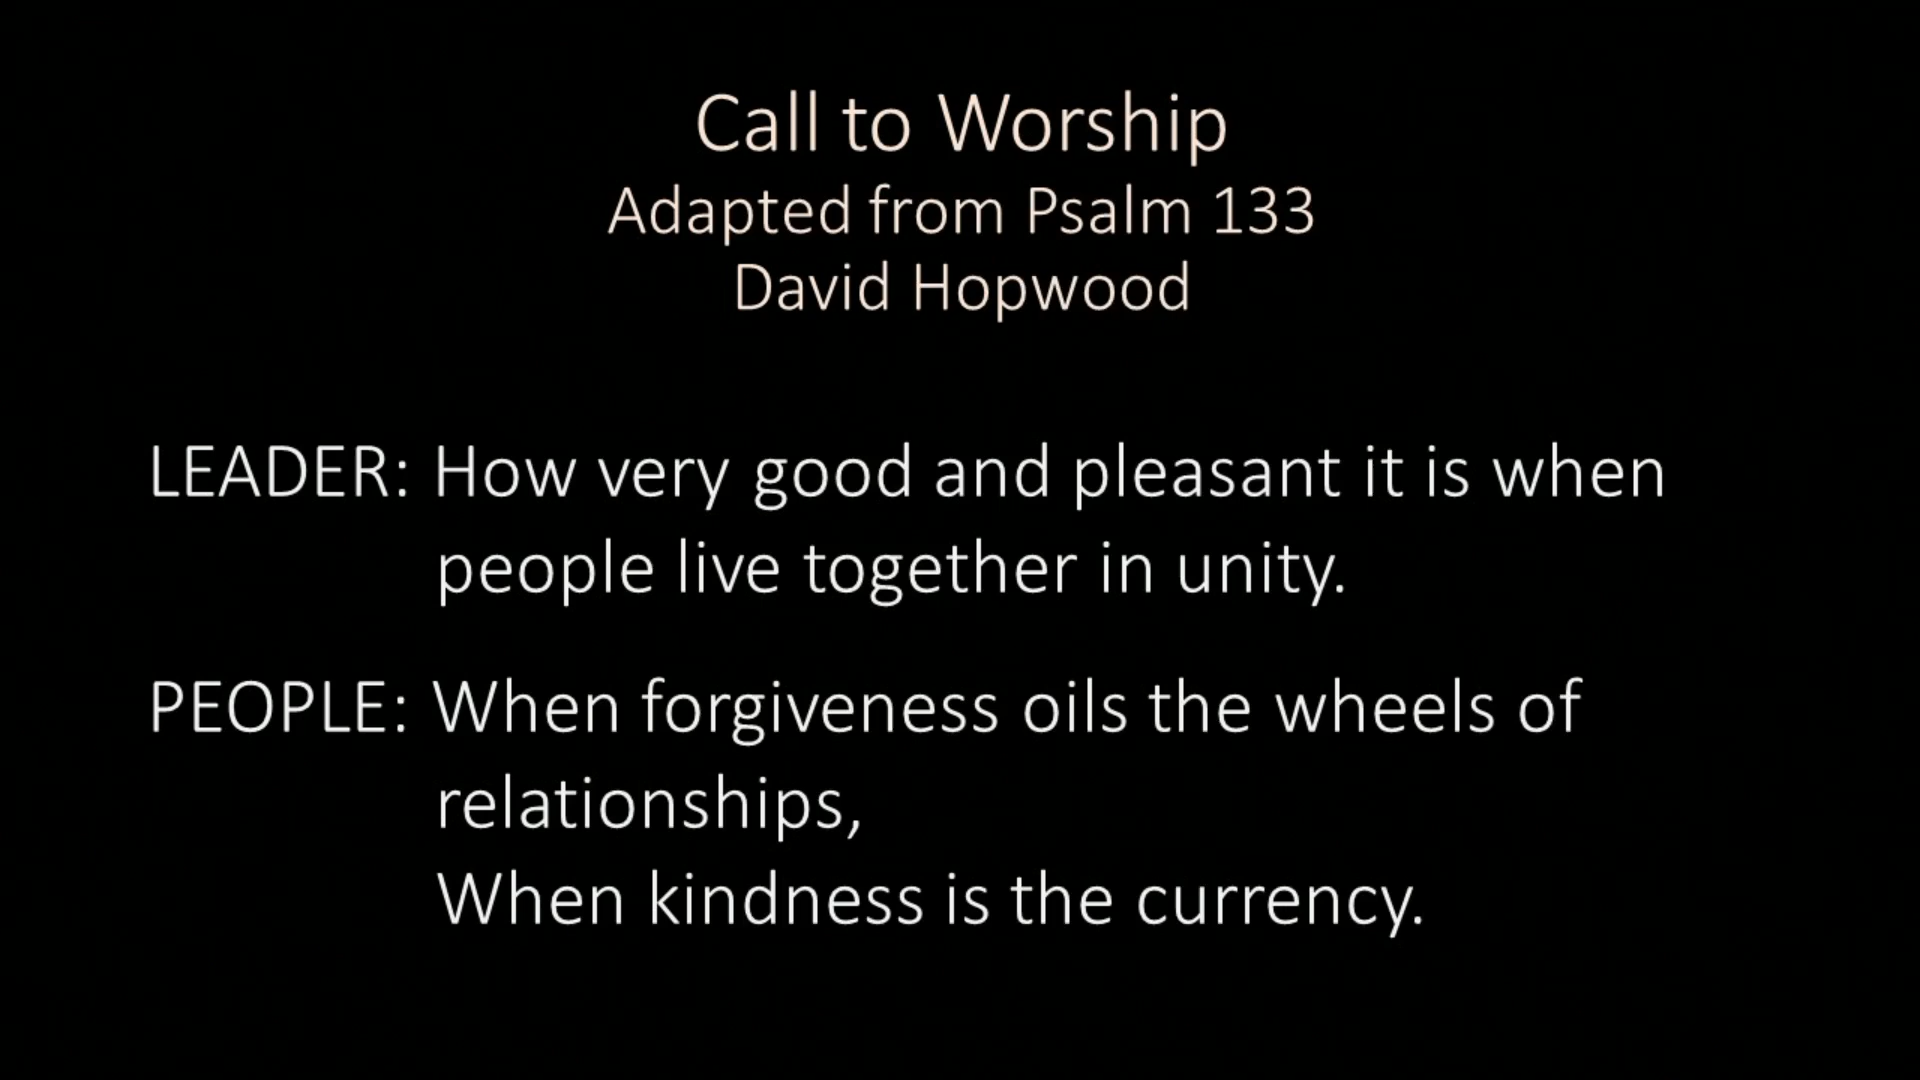 Call to Worship
Adapted from Psalm 133
David Hopwood
LEADER: How very good and pleasant it is when
people live together in unity.
PEOPLE: When forgiveness oils the wheels of
relationships,
When kindness is the currency.